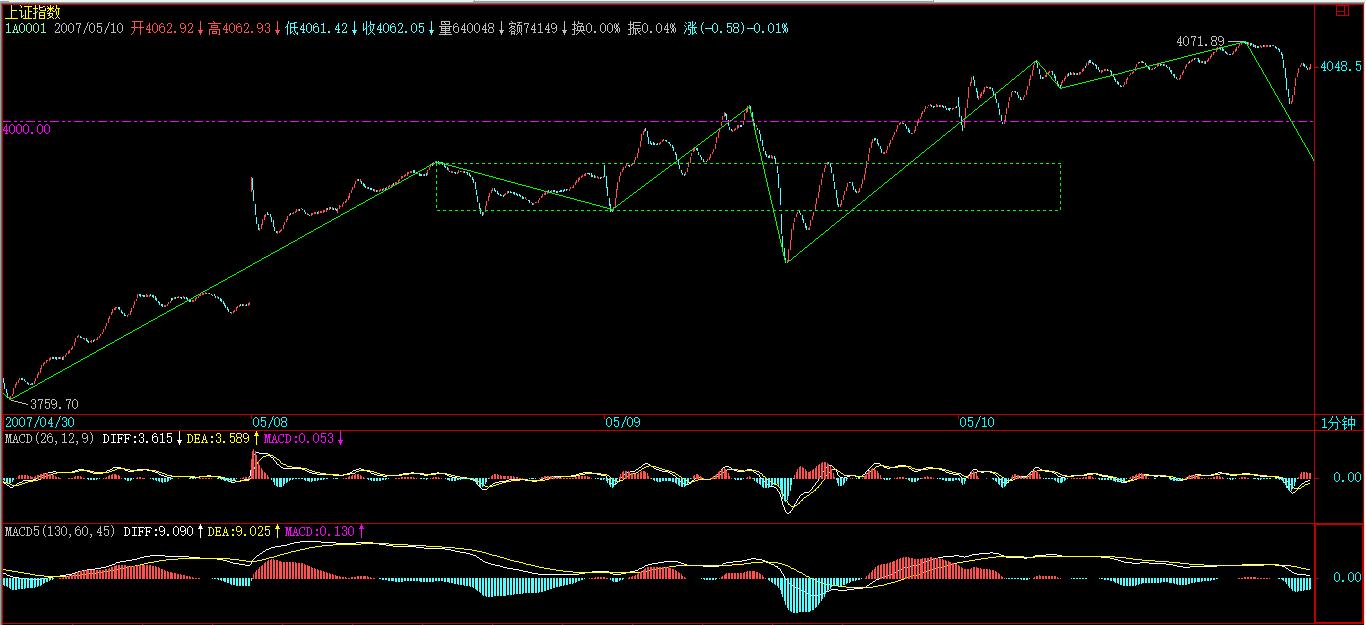 上证指数
1A0001 2007/05/10 开4062.92↓高4062.93↓低4061.42↓收4062.05↓量640048↓额74149↓换0.00% 振0.04% 涨(-0.58)-0.01%
4071.89
4048.5
4000.00
3759.70
2007/04/30 05/08 05/09 05/10 1分钟
MACD(26,12,9) DIFF:3.615↓DEA:3.589↑MACD:0.053↓
0.00
MACD5(130,60,45) DIFF:9.090↑DEA:9.025↑MACD:0.130↑
0.00